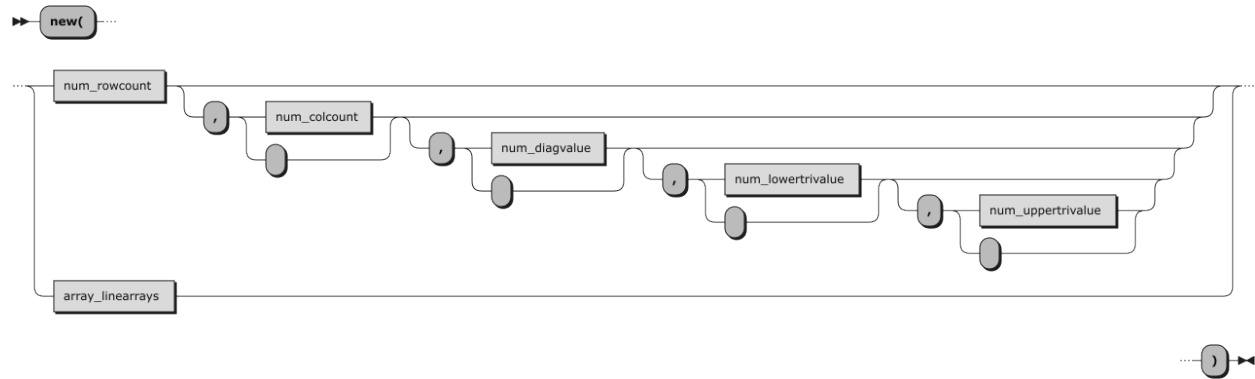 new(
num_rowcount
, num_colcount
, num_diagvalue
, num_lowertrivalue
, num_uppertrivalue
array_linearrays
)